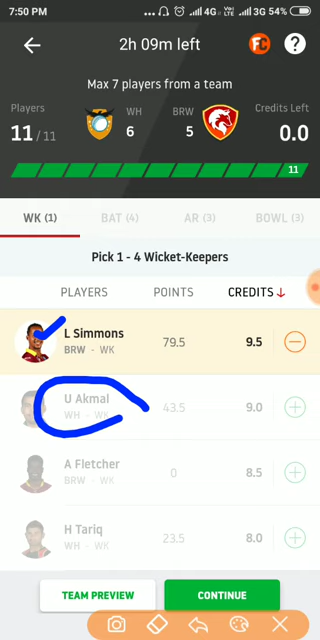 7:50 PM ... 4G VoLTE 3G 54%
2h 09m left FC ?
Max 7 players from a team
Players WH BRW Credits Left
11/11 6 5 0.0
11
WK (1) BAT (4) AR (3) BOWL (3)
Pick 1 - 4 Wicket-Keepers
PLAYERS POINTS CREDITS
L Simmons 79.5 9.5
BRW - WK
U Akmal 43.5 9.0
WH - WK
A Fletcher 0 8.5
BRW - WK
H Tariq 23.5 8.0
WH - WK
TEAM PREVIEW CONTINUE